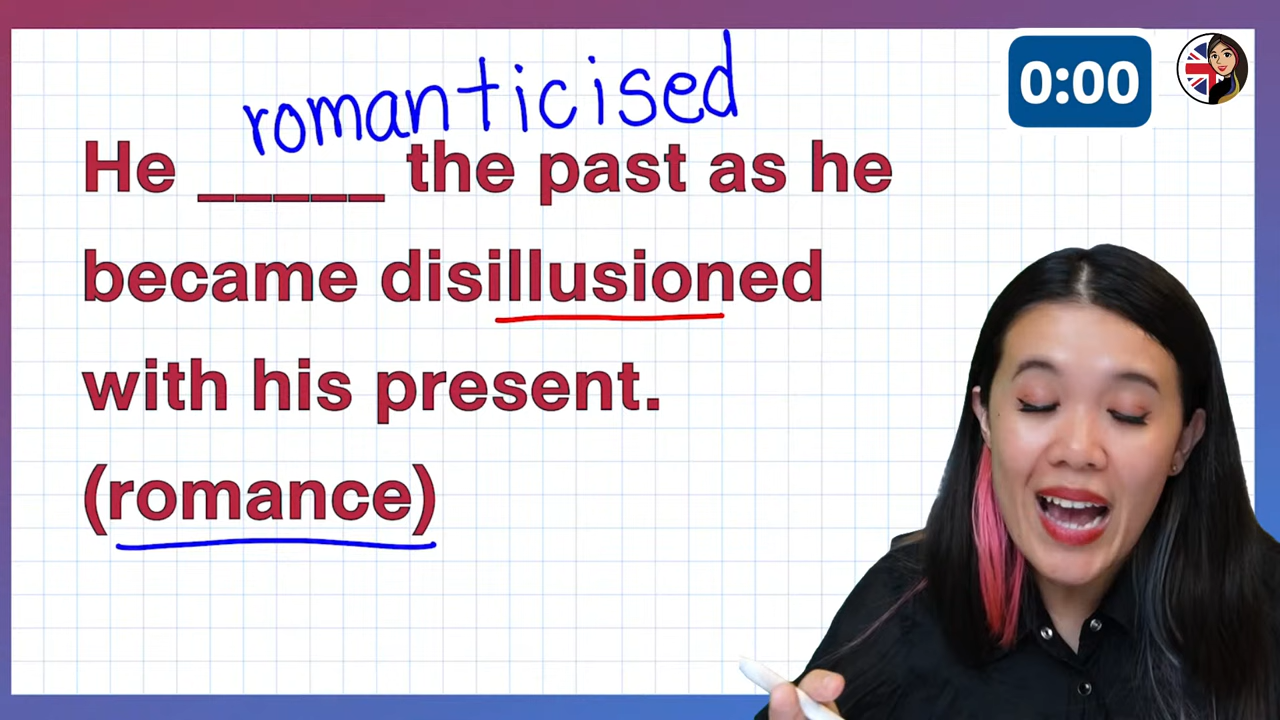 romanticised
0:00
He _____ the past as he
became disillusioned
with his present.
(romance)